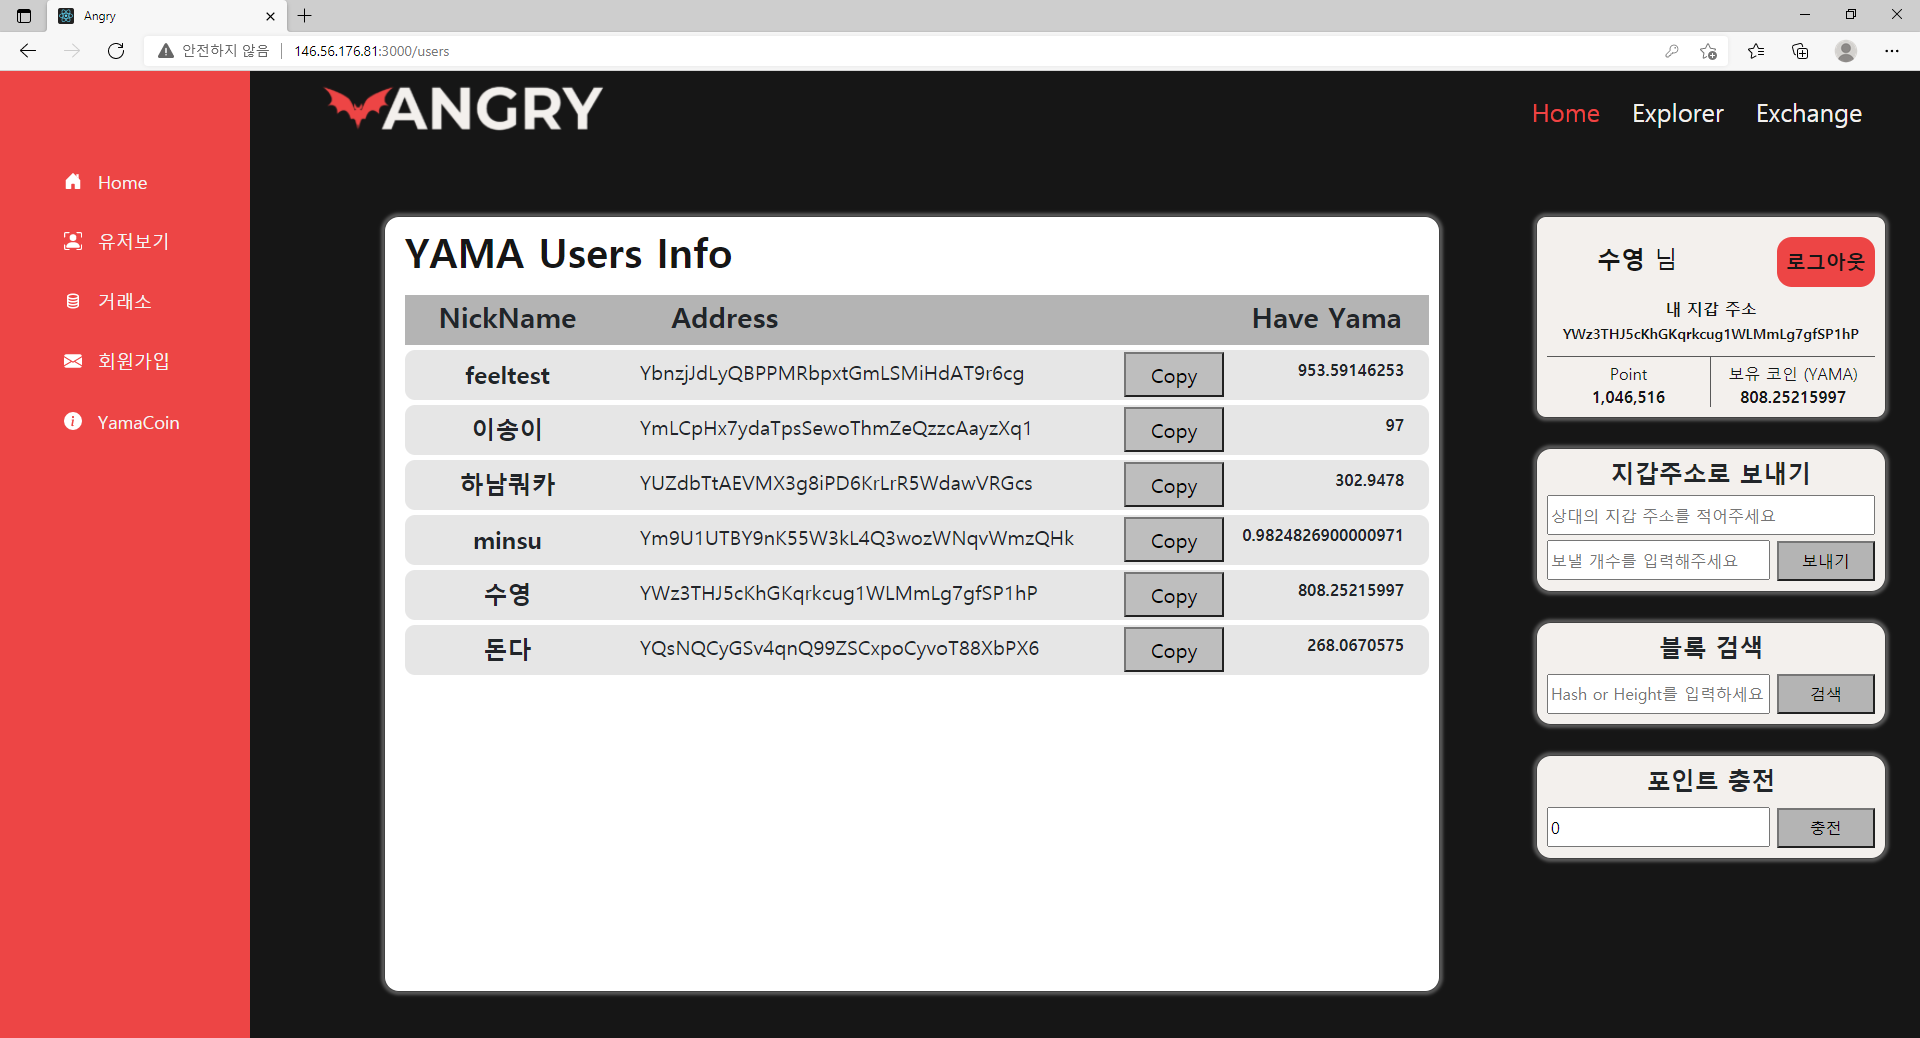 Angry
안전하지 않음 146.56.176.81:3000/users
ANGRY
Home Explorer Exchange
Home
유저보기
거래소
회원가입
YamaCoin
YAMA Users Info
NickName Address Have Yama
feeltest YbnzjJdLyQBPPMRbpxtGmLSMiHdAT9r6cg Copy 953.59146253
이송이 YmLCpHx7ydaTpsSewoThmZeQzzcAayzXq1 Copy 97
하남쿼카 YUZdbTtAEVMX3g8iPD6KrLrR5WdawVRGcs Copy 302.9478
minsu Ym9U1UTBY9nK55W3kL4Q3wozWNqvWmzQHk Copy 0.9824826900000971
수영 YWz3THJ5cKhGKqrkcug1WLMmLg7gfSP1hP Copy 808.25215997
돈다 YQsNQCyGSv4qnQ99ZSCxpoCyvoT88XbPX6 Copy 268.0670575
수영 님 로그아웃
내 지갑 주소
YWz3THJ5cKhGKqrkcug1WLMmLg7gfSP1hP
Point 보유 코인 (YAMA)
1,046,516 808.25215997
지갑주소로 보내기
상대의 지갑 주소를 적어주세요
보낼 개수를 입력해주세요 보내기
블록 검색
Hash or Height를 입력하세요 검색
포인트 충전
0 충전